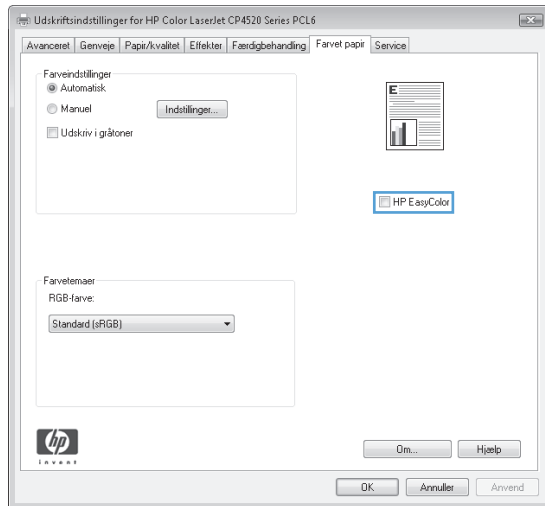 Udskriftsindstillinger for HP Color LaserJet CP4520 Series PCL6
Avanceret Genveje Papir/kvalitet Effekter Færdigbehandling Farvet papir Service
Farveindstillinger
Automatisk
Manuel Indstillinger...
Udskriv i gråtoner
E
HP EasyColor
Farvetemaer
RGB-farve:
Standard (sRGB)
hp
invent
Om... Hjælp
OK Annuller Anvend